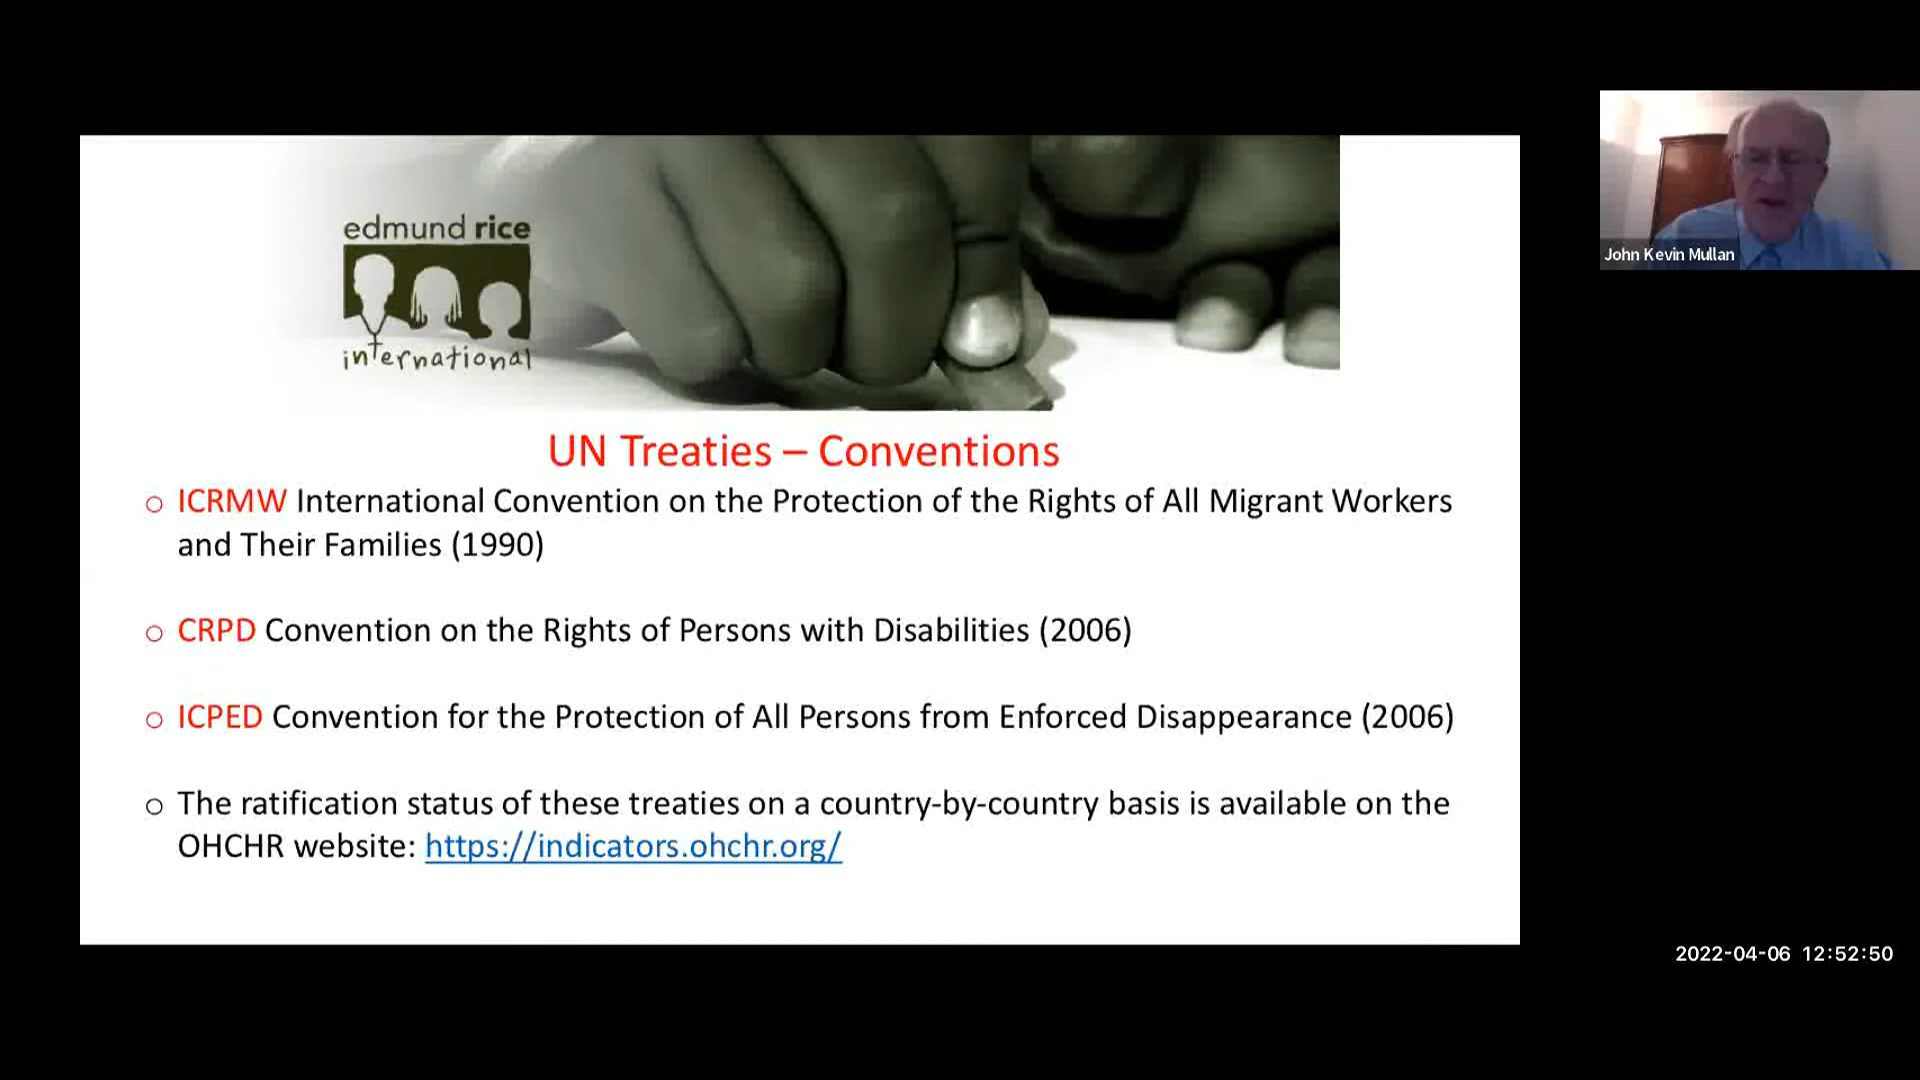 edmund rice
international
John Kevin Mullan
UN Treaties – Conventions
○ ICRMW International Convention on the Protection of the Rights of All Migrant Workers
and Their Families (1990)
○ CRPD Convention on the Rights of Persons with Disabilities (2006)
○ ICPED Convention for the Protection of All Persons from Enforced Disappearance (2006)
○ The ratification status of these treaties on a country-by-country basis is available on the
OHCHR website: https://indicators.ohchr.org/
2022-04-06 12:52:50